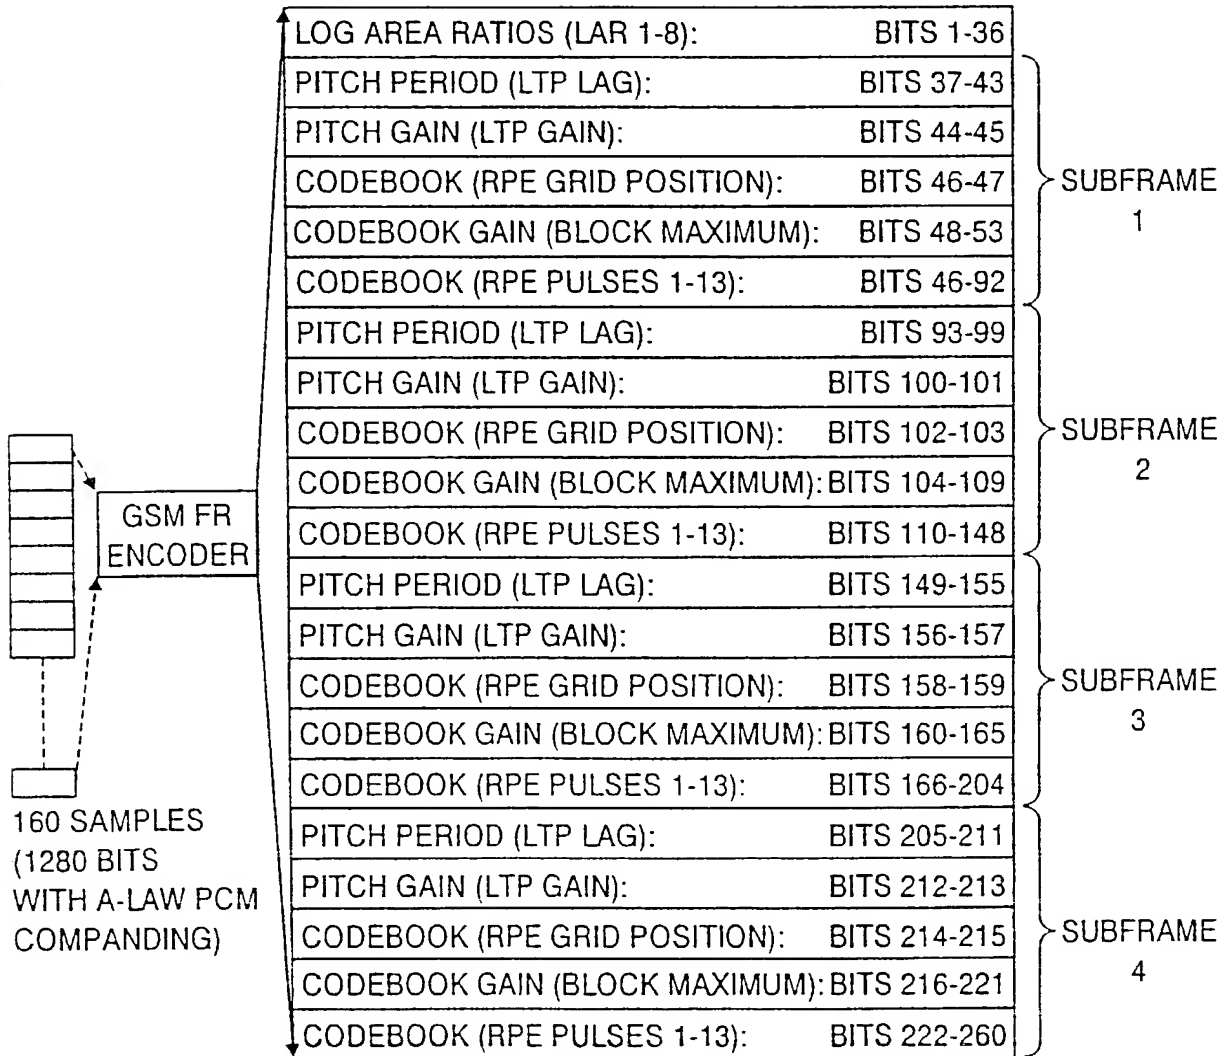 LOG AREA RATIOS (LAR 1-8): BITS 1-36
PITCH PERIOD (LTP LAG): BITS 37-43
PITCH GAIN (LTP GAIN): BITS 44-45
CODEBOOK (RPE GRID POSITION): BITS 46-47
CODEBOOK GAIN (BLOCK MAXIMUM): BITS 48-53
CODEBOOK (RPE PULSES 1-13): BITS 46-92
SUBFRAME
1
PITCH PERIOD (LTP LAG): BITS 93-99
PITCH GAIN (LTP GAIN): BITS 100-101
CODEBOOK (RPE GRID POSITION): BITS 102-103
CODEBOOK GAIN (BLOCK MAXIMUM): BITS 104-109
CODEBOOK (RPE PULSES 1-13): BITS 110-148
SUBFRAME
2
PITCH PERIOD (LTP LAG): BITS 149-155
PITCH GAIN (LTP GAIN): BITS 156-157
CODEBOOK (RPE GRID POSITION): BITS 158-159
CODEBOOK GAIN (BLOCK MAXIMUM): BITS 160-165
CODEBOOK (RPE PULSES 1-13): BITS 166-204
SUBFRAME
3
PITCH PERIOD (LTP LAG): BITS 205-211
PITCH GAIN (LTP GAIN): BITS 212-213
CODEBOOK (RPE GRID POSITION): BITS 214-215
CODEBOOK GAIN (BLOCK MAXIMUM): BITS 216-221
CODEBOOK (RPE PULSES 1-13): BITS 222-260
SUBFRAME
4
GSM FR
ENCODER
160 SAMPLES
(1280 BITS
WITH A-LAW PCM
COMPANDING)